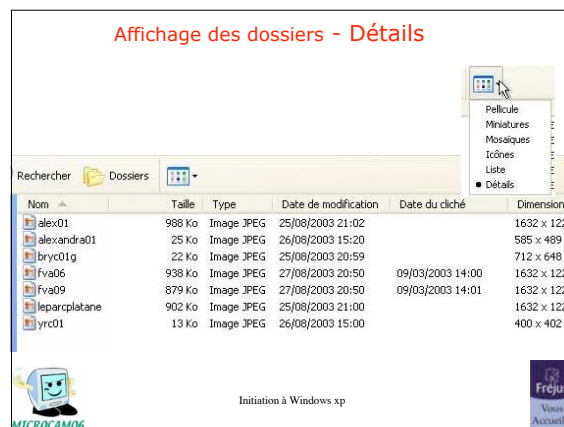 Affichage des dossiers - Détails
Pellicule
Miniatures
Mosaïques
Icônes
Liste
Détails
Rechercher Dossiers
Nom Taille Type Date de modification Date du cliché Dimension
alex01 988 Ko Image JPEG 25/08/2003 21:02 1632 x 122
alexandra01 25 Ko Image JPEG 26/08/2003 15:20 585 x 489
bryc01g 22 Ko Image JPEG 25/08/2003 20:59 712 x 648
fva06 938 Ko Image JPEG 27/08/2003 20:50 09/03/2003 14:00 1632 x 122
fva09 879 Ko Image JPEG 27/08/2003 20:50 09/03/2003 14:01 1632 x 122
leparcplatane 902 Ko Image JPEG 25/08/2003 21:00 1632 x 122
yrc01 13 Ko Image JPEG 26/08/2003 15:00 400 x 402
MICROCAM06
Initiation à Windows xp
Fréjus
Vous
Accueil